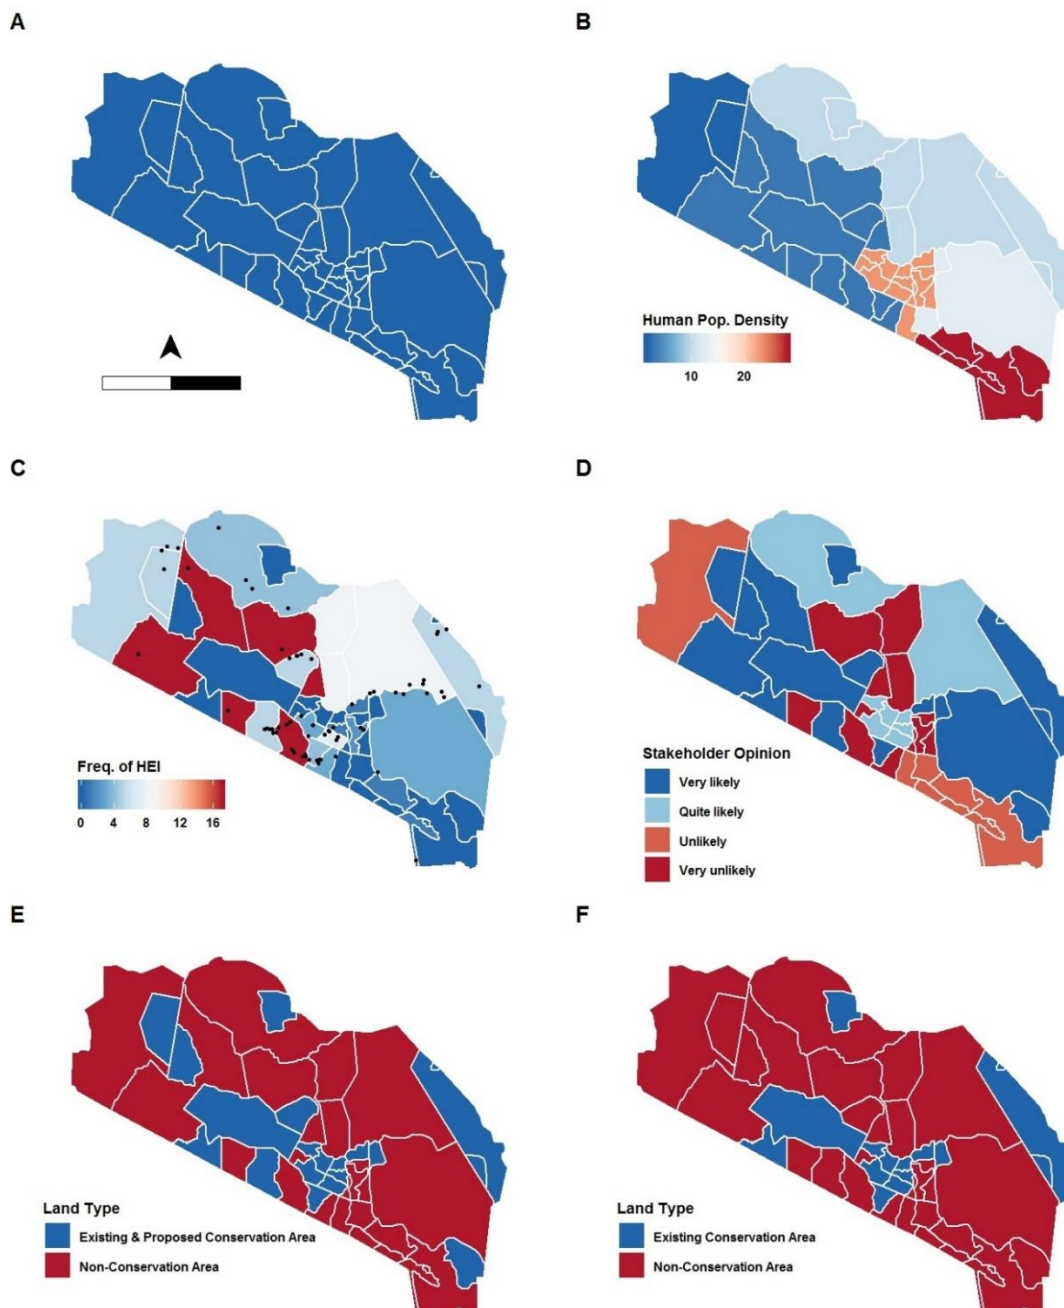 A
B
Human Pop. Density
10 20
C
D
Freq. of HEI
0 4 8 12 16
Stakeholder Opinion
Very likely
Quite likely
Unlikely
Very unlikely
E
F
Land Type
Existing & Proposed Conservation Area
Non-Conservation Area
Land Type
Existing Conservation Area
Non-Conservation Area